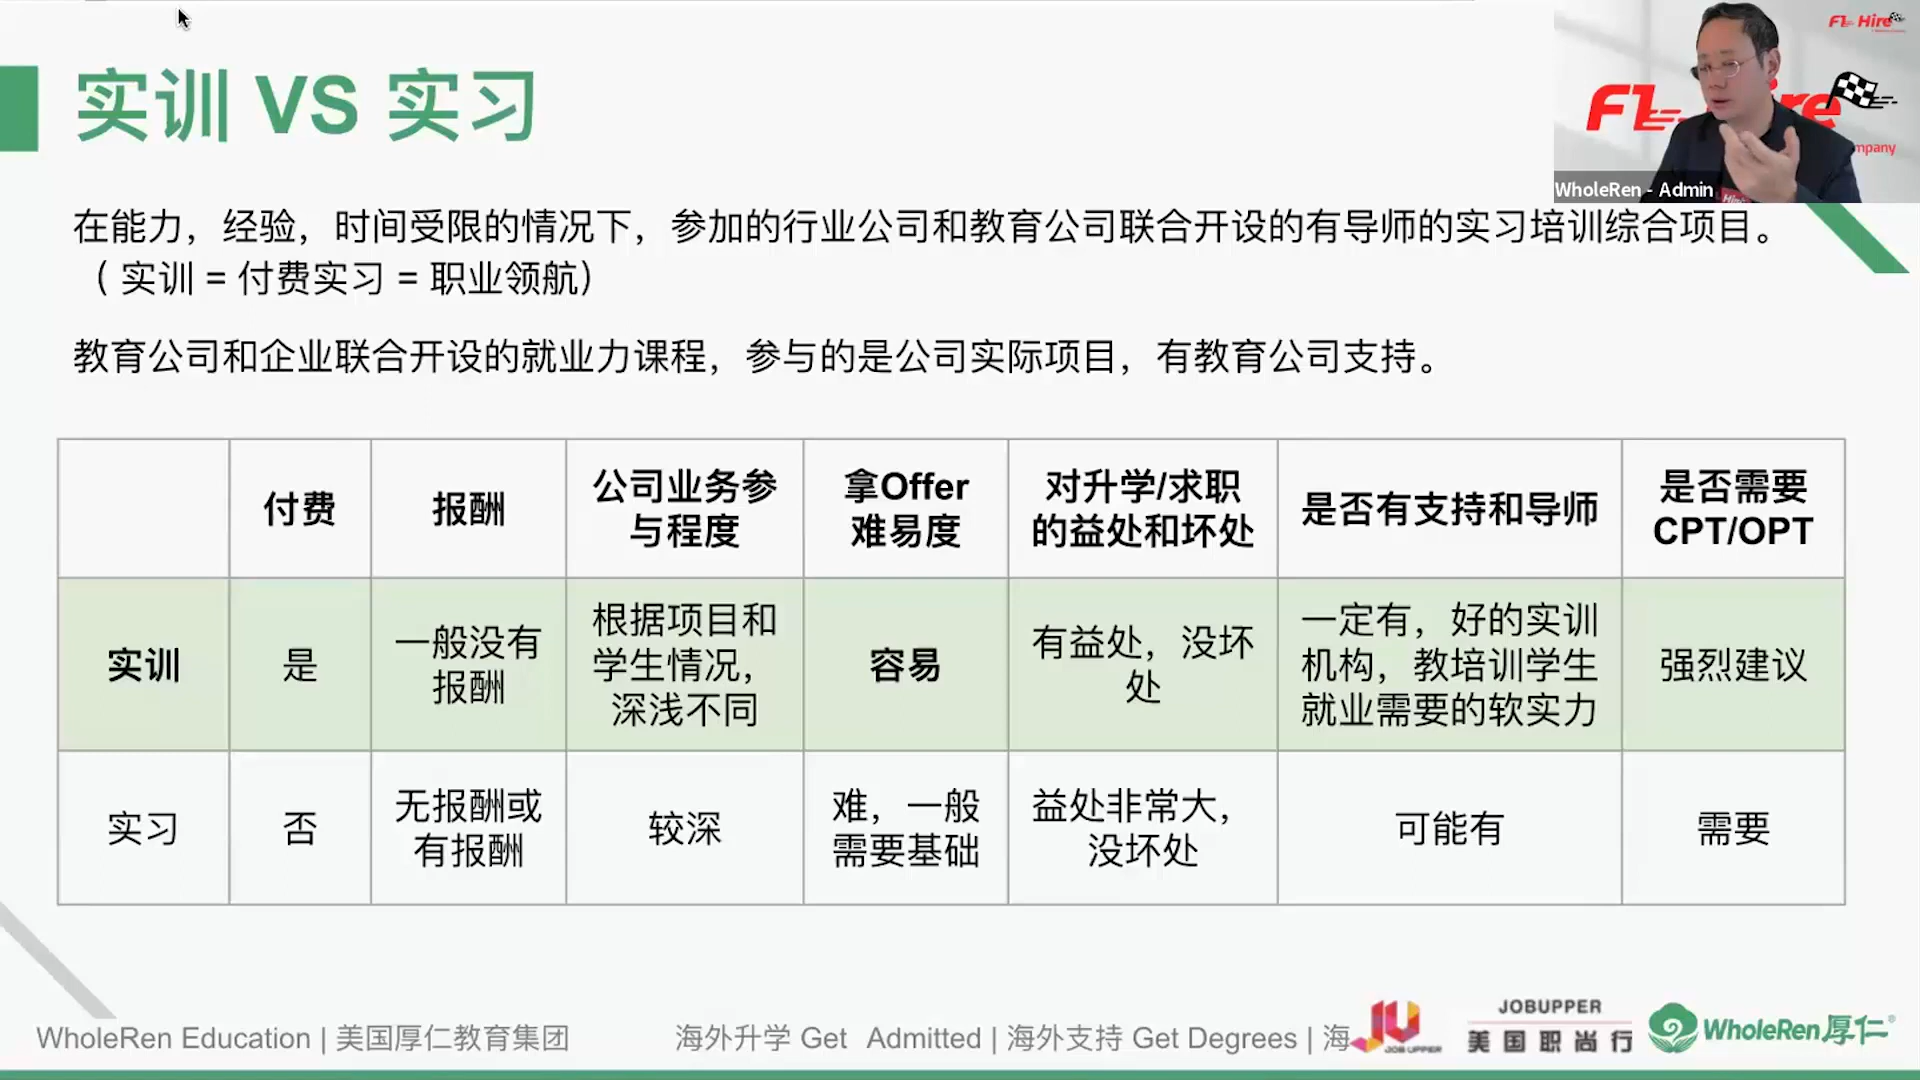 实训 VS 实习
F1 Hire
F1 Hire
mpany
WholeRen - Admin
在能力，经验，时间受限的情况下，参加的行业公司和教育公司联合开设的有导师的实习培训综合项目。
（ 实训 = 付费实习 = 职业领航）
教育公司和企业联合开设的就业力课程，参与的是公司实际项目，有教育公司支持。
付费
报酬
公司业务参
与程度
拿Offer
难易度
对升学/求职
的益处和坏处
是否有支持和导师
是否需要
CPT/OPT
实训
是
一般没有
报酬
根据项目和
学生情况，
深浅不同
容易
有益处，没坏
处
一定有，好的实训
机构，教培训学生
就业需要的软实力
强烈建议
实习
否
无报酬或
有报酬
较深
难，一般
需要基础
益处非常大，
没坏处
可能有
需要
WholeRen Education | 美国厚仁教育集团
海外升学 Get Admitted | 海外支持 Get Degrees | 海
JOB UPPER
JOBUPPER
美国职尚行
WholeRen厚仁®